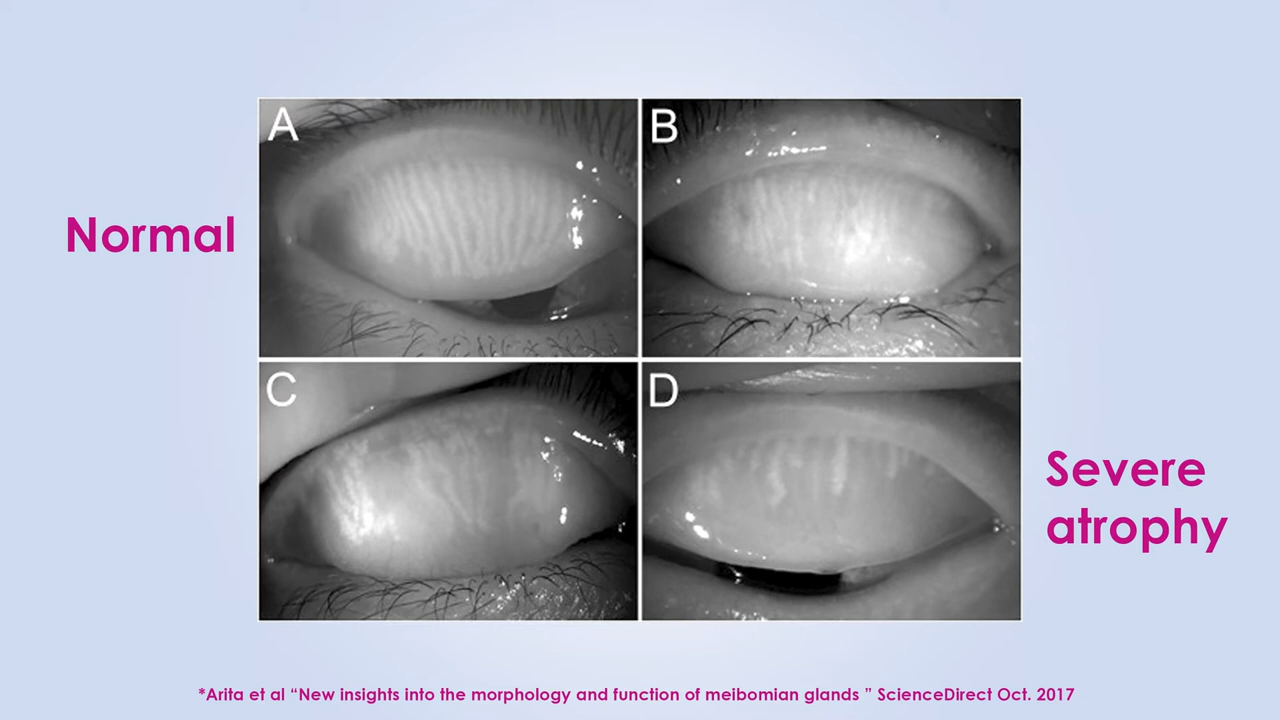 A
B
Normal
C
D
Severe
atrophy
*Arita et al “New insights into the morphology and function of meibomian glands ” ScienceDirect Oct. 2017